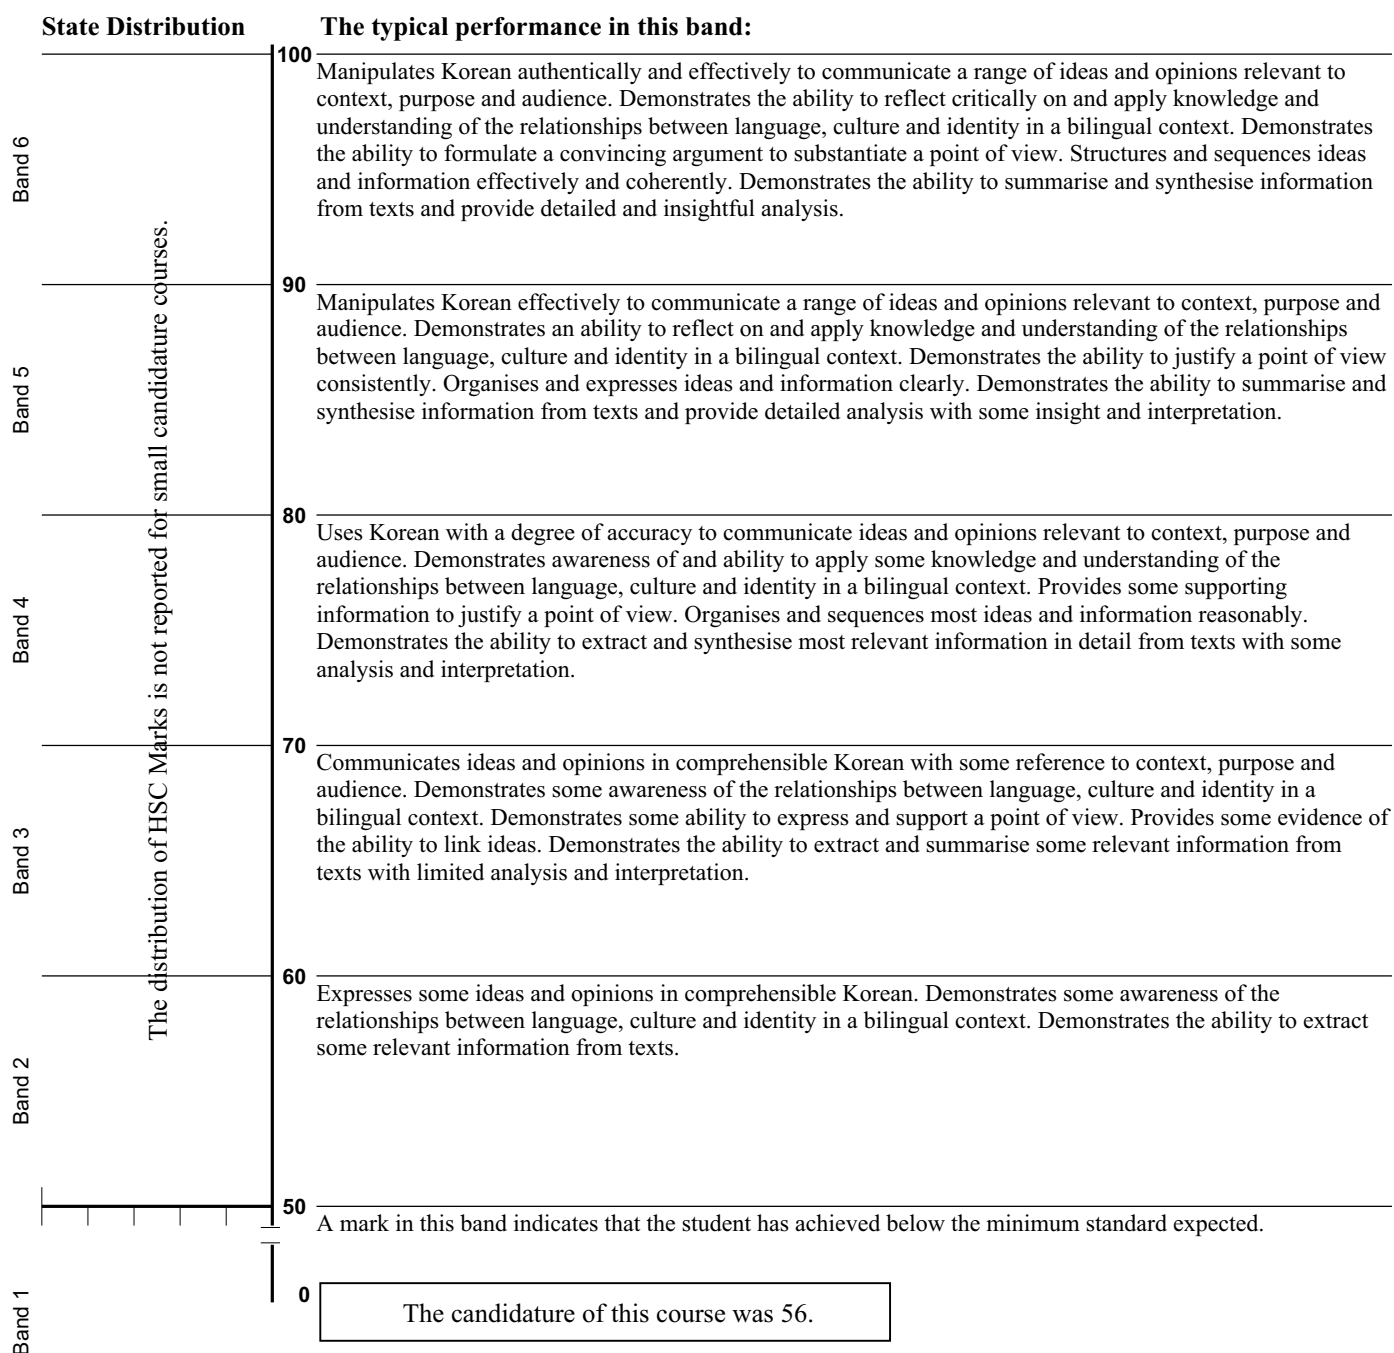 State Distribution
The typical performance in this band:
100
Manipulates Korean authentically and effectively to communicate a range of ideas and opinions relevant to
context, purpose and audience. Demonstrates the ability to reflect critically on and apply knowledge and
understanding of the relationships between language, culture and identity in a bilingual context. Demonstrates
the ability to formulate a convincing argument to substantiate a point of view. Structures and sequences ideas
and information effectively and coherently. Demonstrates the ability to summarise and synthesise information
from texts and provide detailed and insightful analysis.
Band 6
90
Manipulates Korean effectively to communicate a range of ideas and opinions relevant to context, purpose and
audience. Demonstrates an ability to reflect on and apply knowledge and understanding of the relationships
between language, culture and identity in a bilingual context. Demonstrates the ability to justify a point of view
consistently. Organises and expresses ideas and information clearly. Demonstrates the ability to summarise and
synthesise information from texts and provide detailed analysis with some insight and interpretation.
Band 5
80
Uses Korean with a degree of accuracy to communicate ideas and opinions relevant to context, purpose and
audience. Demonstrates awareness of and ability to apply some knowledge and understanding of the
relationships between language, culture and identity in a bilingual context. Provides some supporting
information to justify a point of view. Organises and sequences most ideas and information reasonably.
Demonstrates the ability to extract and synthesise most relevant information in detail from texts with some
analysis and interpretation.
Band 4
The distribution of HSC Marks is not reported for small candidature courses.
70
Communicates ideas and opinions in comprehensible Korean with some reference to context, purpose and
audience. Demonstrates some awareness of the relationships between language, culture and identity in a
bilingual context. Demonstrates some ability to express and support a point of view. Provides some evidence of
the ability to link ideas. Demonstrates the ability to extract and summarise some relevant information from
texts with limited analysis and interpretation.
Band 3
60
Expresses some ideas and opinions in comprehensible Korean. Demonstrates some awareness of the
relationships between language, culture and identity in a bilingual context. Demonstrates the ability to extract
some relevant information from texts.
Band 2
50
A mark in this band indicates that the student has achieved below the minimum standard expected.
0
Band 1
The candidature of this course was 56.